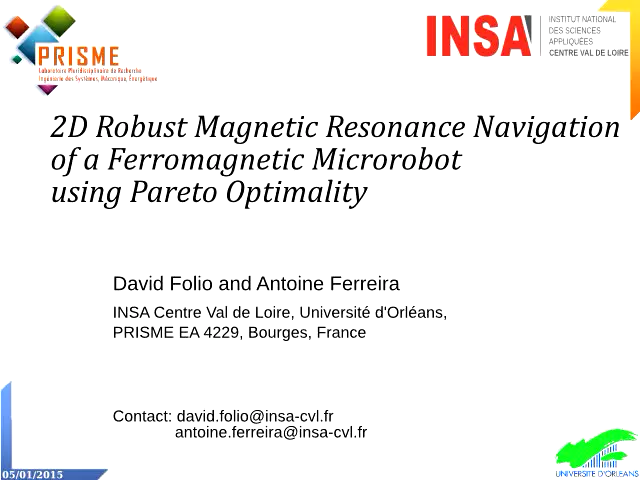 PRISME
Laboratoire Pluridisciplinaire de Recherche
Ingénierie des Systèmes, Mécanique, Énergétique
INSA
INSTITUT NATIONAL
DES SCIENCES
APPLIQUÉES
CENTRE VAL DE LOIRE
2D Robust Magnetic Resonance Navigation
of a Ferromagnetic Microrobot
using Pareto Optimality
David Folio and Antoine Ferreira
INSA Centre Val de Loire, Université d'Orléans,
PRISME EA 4229, Bourges, France
Contact: david.folio@insa-cvl.fr
antoine.ferreira@insa-cvl.fr
05/01/2015
UNIVERSITE D'ORLEANS